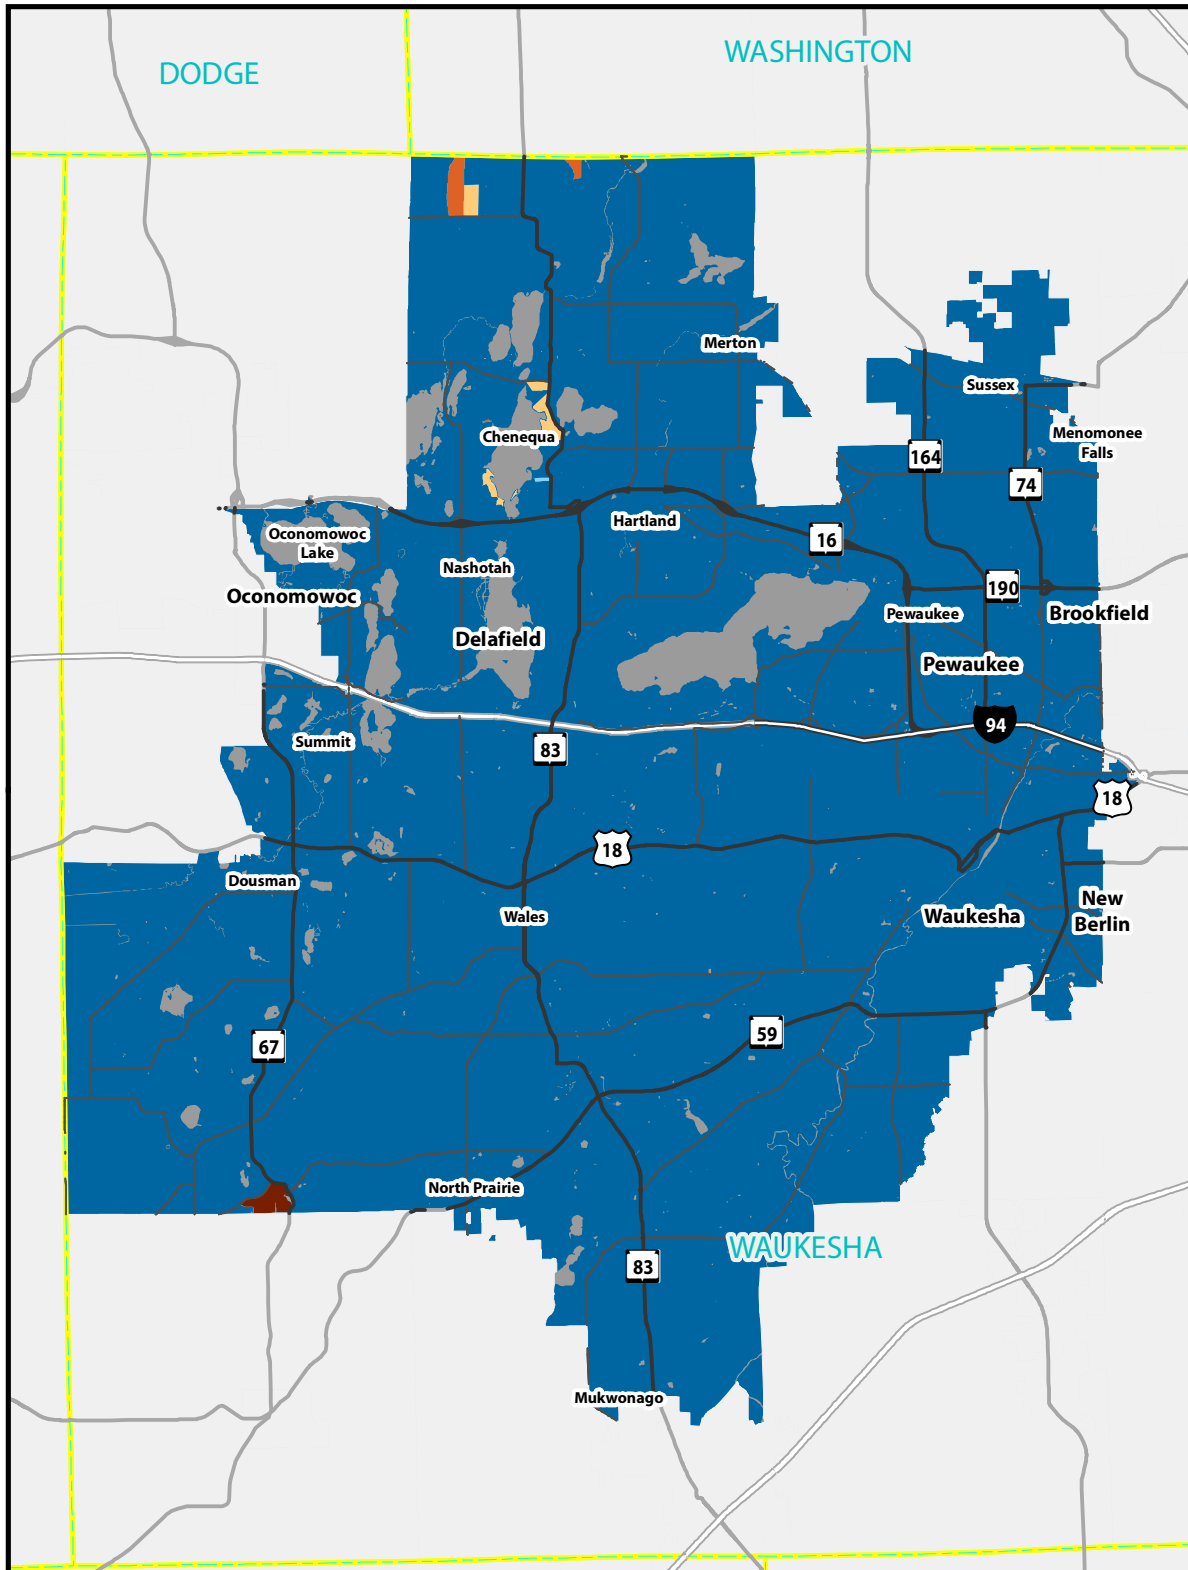 WASHINGTON
DODGE
Merton
Sussex
Chenequa
Menomonee
Falls
164
74
Hartland
Oconomowoc
Lake
16
Nashotah
190
Oconomowoc
Pewaukee
Brookfield
Delafield
Pewaukee
94
Summit
83
18
18
Dousman
Wales
Waukesha
New
Berlin
59
67
North Prairie
WAUKESHA
83
Mukwonago